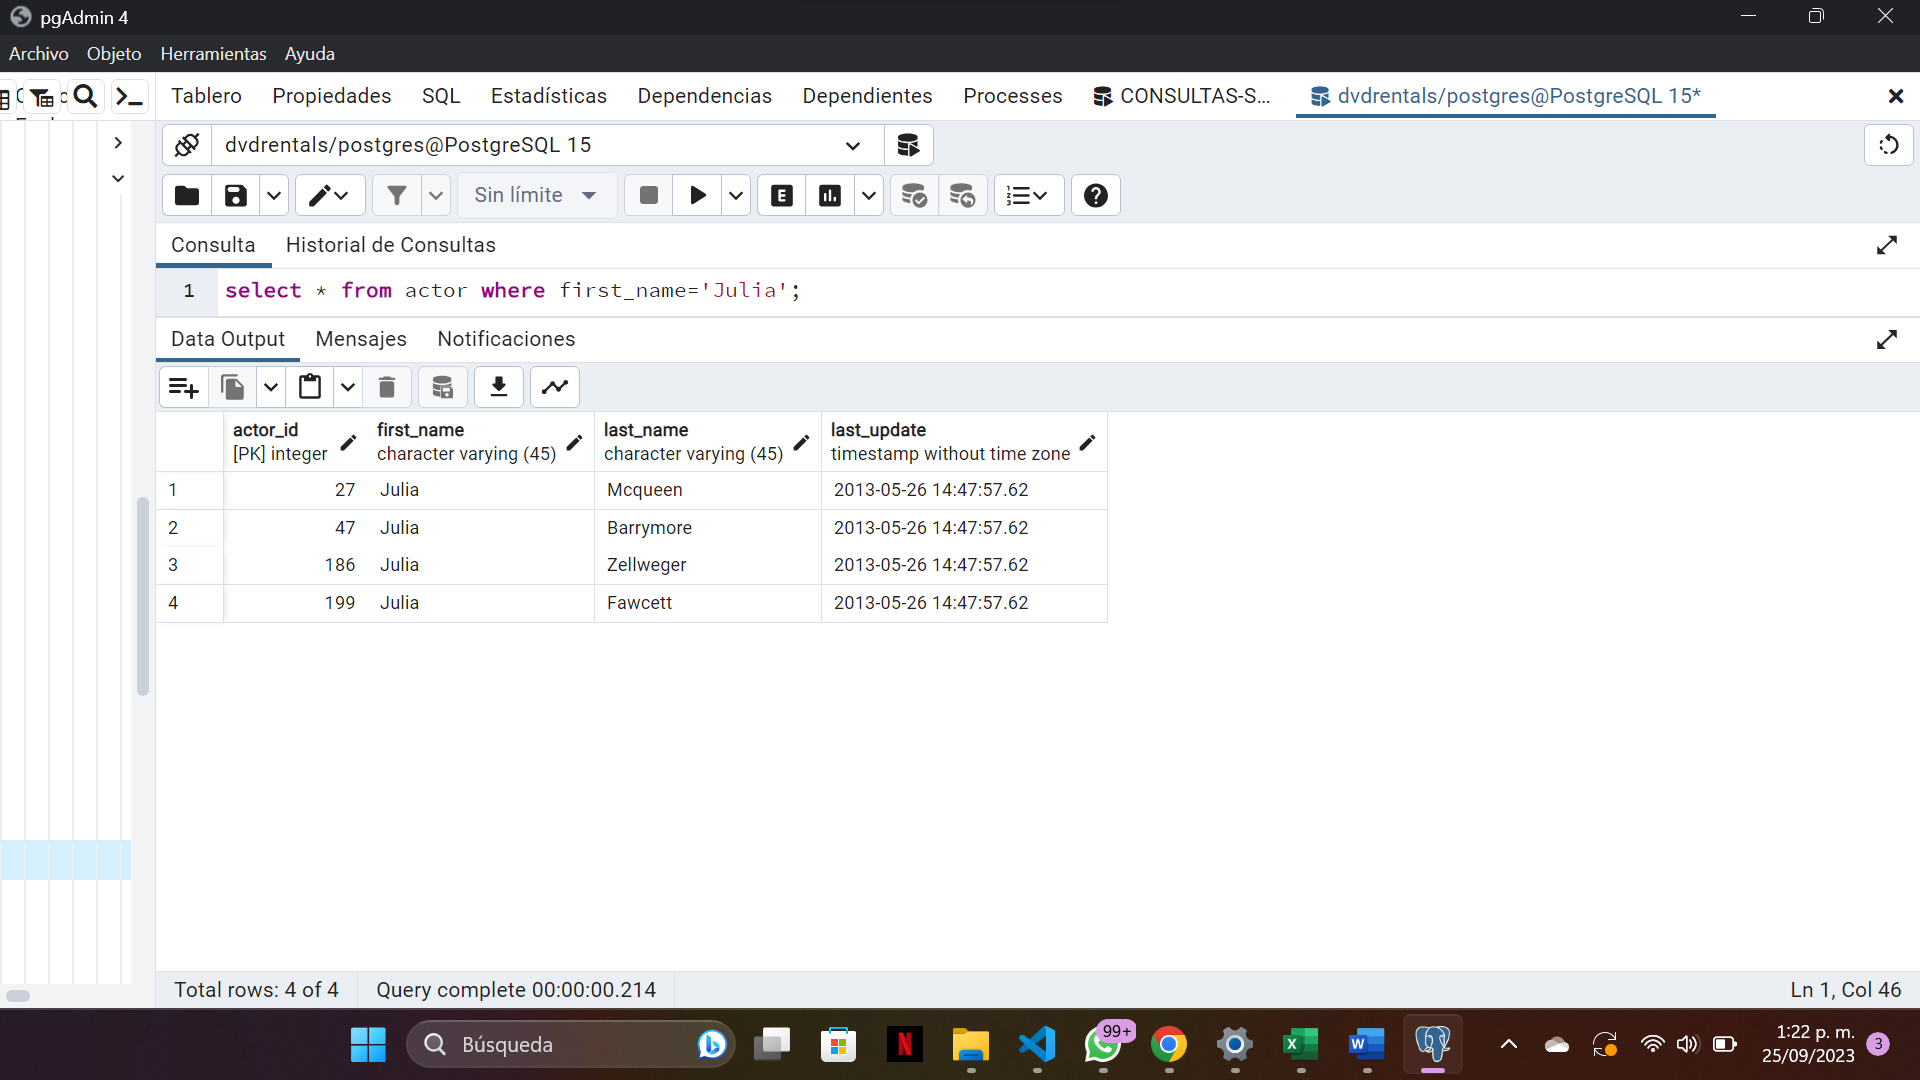 pgAdmin 4
Archivo Objeto Herramientas Ayuda
Tablero Propiedades SQL Estadísticas Dependencias Dependientes Processes CONSULTAS-S... dvdrentals/postgres@PostgreSQL 15*
dvdrentals/postgres@PostgreSQL 15
Sin límite E
Consulta Historial de Consultas
1 select * from actor where first_name='Julia';
Data Output Mensajes Notificaciones
actor_id first_name last_name last_update
[PK] integer character varying (45) character varying (45) timestamp without time zone
1 27 Julia Mcqueen 2013-05-26 14:47:57.62
2 47 Julia Barrymore 2013-05-26 14:47:57.62
3 186 Julia Zellweger 2013-05-26 14:47:57.62
4 199 Julia Fawcett 2013-05-26 14:47:57.62
Total rows: 4 of 4 Query complete 00:00:00.214 Ln 1, Col 46
Búsqueda 99+ 1:22 p. m.
25/09/2023 3